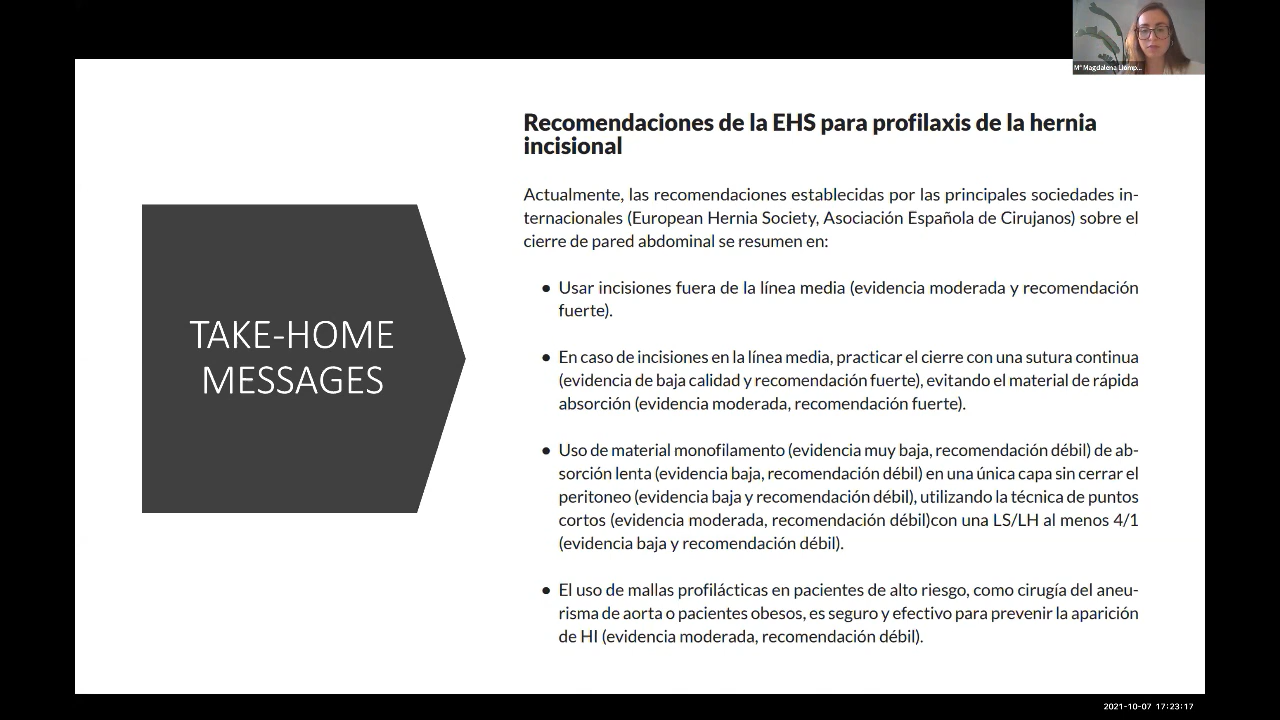 Mª Magdalena Llomp...
TAKE-HOME
MESSAGES
Recomendaciones de la EHS para profilaxis de la hernia
incisional
Actualmente, las recomendaciones establecidas por las principales sociedades in-
ternacionales (European Hernia Society, Asociación Española de Cirujanos) sobre el
cierre de pared abdominal se resumen en:
● Usar incisiones fuera de la línea media (evidencia moderada y recomendación
fuerte).
● En caso de incisiones en la línea media, practicar el cierre con una sutura continua
(evidencia de baja calidad y recomendación fuerte), evitando el material de rápida
absorción (evidencia moderada, recomendación fuerte).
● Uso de material monofilamento (evidencia muy baja, recomendación débil) de ab-
sorción lenta (evidencia baja, recomendación débil) en una única capa sin cerrar el
peritoneo (evidencia baja y recomendación débil), utilizando la técnica de puntos
cortos (evidencia moderada, recomendación débil)con una LS/LH al menos 4/1
(evidencia baja y recomendación débil).
● El uso de mallas profilácticas en pacientes de alto riesgo, como cirugía del aneu-
risma de aorta o pacientes obesos, es seguro y efectivo para prevenir la aparición
de HI (evidencia moderada, recomendación débil).
2021-10-07 17:23:17